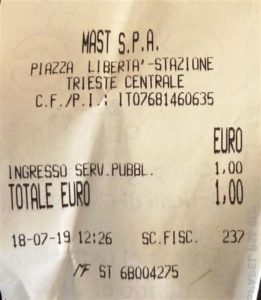 MAST S.P.A.
PIAZZA LIBERTA'-STAZIONE
TRIESTE CENTRALE
C.F./P.I.: IT07681460635
EURO
INGRESSO SERV.PUBBL. 1,00
TOTALE EURO 1,00
18-07-19 12:26 SC.FISC. 237
MF ST 6B004275